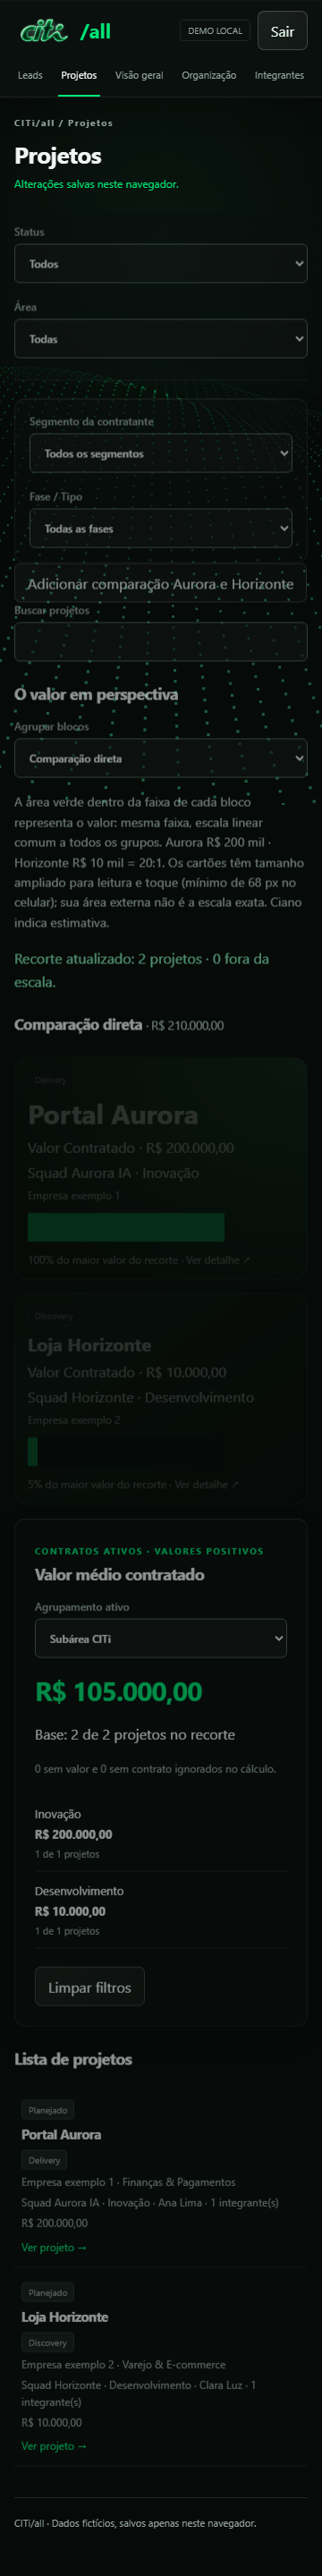 citi /all DEMO LOCAL Sair
Leads Projetos Visão geral Organização Integrantes
CITi/all / Projetos
Projetos
Alterações salvas neste navegador.
Status
Todos
Área
Todas
Segmento da contratante
Todos os segmentos
Fase / Tipo
Todas as fases
Adicionar comparação Aurora e Horizonte
Buscar projetos
O valor em perspectiva
Agrupar blocos
Comparação direta
A área verde dentro da faixa de cada bloco
representa o valor: mesma faixa, escala linear
comum a todos os grupos. Aurora R$ 200 mil ·
Horizonte R$ 10 mil = 20:1. Os cartões têm tamanho
ampliado para leitura e toque (mínimo de 68 px no
celular); sua área externa não é a escala exata. Ciano
indica estimativa.
Recorte atualizado: 2 projetos · 0 fora da
escala.
Comparação direta · R$ 210.000,00
Delivery
Portal Aurora
Valor Contratado · R$ 200.000,00
Squad Aurora IA · Inovação
Empresa exemplo 1
100% do maior valor do recorte · Ver detalhe ↗
Discovery
Loja Horizonte
Valor Contratado · R$ 10.000,00
Squad Horizonte · Desenvolvimento
Empresa exemplo 2
5% do maior valor do recorte · Ver detalhe ↗
CONTRATOS ATIVOS · VALORES POSITIVOS
Valor médio contratado
Agrupamento ativo
Subárea CITi
R$ 105.000,00
Base: 2 de 2 projetos no recorte
0 sem valor e 0 sem contrato ignorados no cálculo.
Inovação
R$ 200.000,00
1 de 1 projetos
Desenvolvimento
R$ 10.000,00
1 de 1 projetos
Limpar filtros
Lista de projetos
Planejado
Portal Aurora
Delivery
Empresa exemplo 1 · Finanças & Pagamentos
Squad Aurora IA · Inovação · Ana Lima · 1 integrante(s)
R$ 200.000,00
Ver projeto →
Planejado
Loja Horizonte
Discovery
Empresa exemplo 2 · Varejo & E-commerce
Squad Horizonte · Desenvolvimento · Clara Luz · 1
integrante(s)
R$ 10.000,00
Ver projeto →
CITi/all · Dados fictícios, salvos apenas neste navegador.